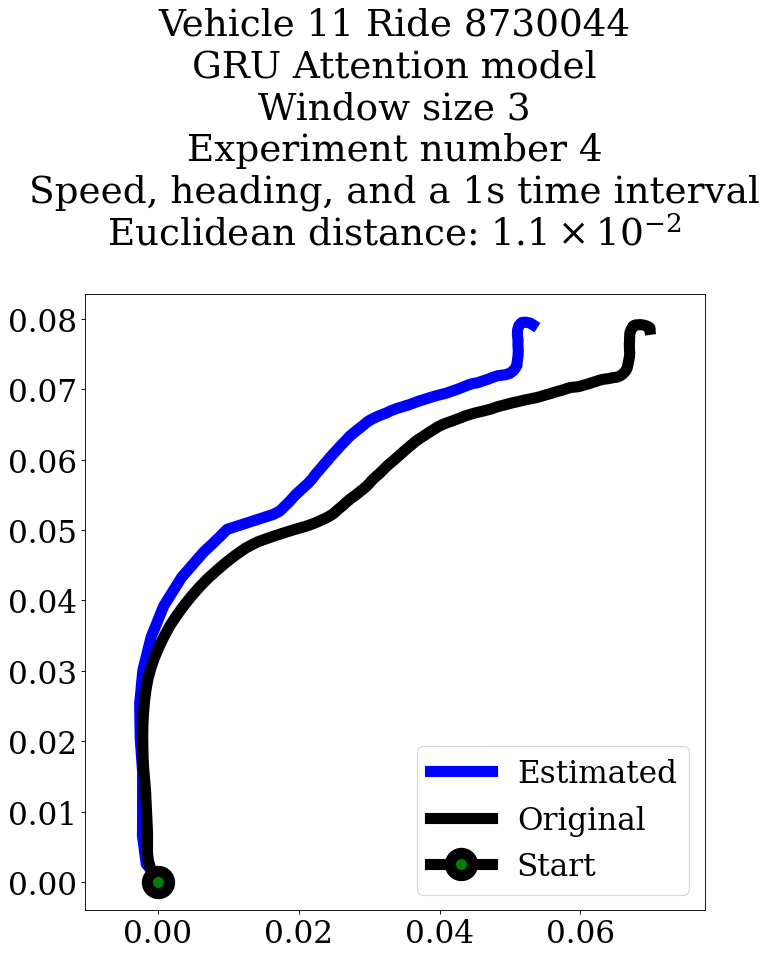 Vehicle 11 Ride 8730044
GRU Attention model
Window size 3
Experiment number 4
Speed, heading, and a 1s time interval
Euclidean distance: 1.1 × 10⁻²
0.08
0.07
0.06
0.05
0.04
0.03
0.02
0.01
0.00
Estimated
Original
Start
0.00 0.02 0.04 0.06